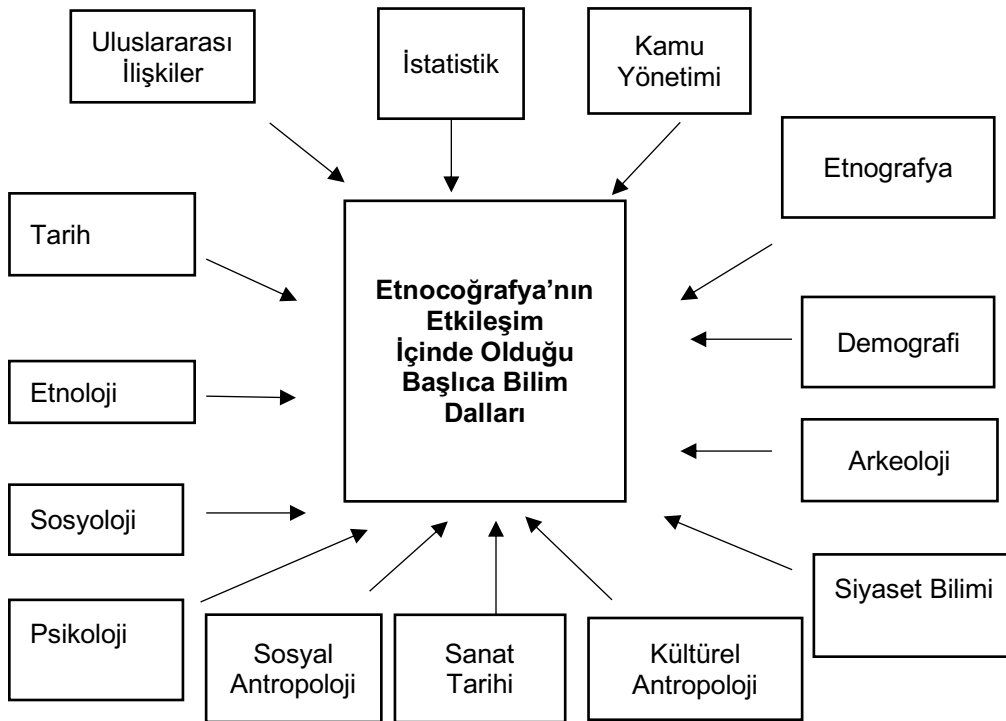 Uluslararası
İlişkiler
İstatistik
Kamu
Yönetimi
Etnografya
Tarih
Etnocoğrafya’nın
Etkileşim
İçinde Olduğu
Başlıca Bilim
Dalları
Demografi
Etnoloji
Arkeoloji
Sosyoloji
Siyaset Bilimi
Psikoloji
Sosyal
Antropoloji
Sanat
Tarihi
Kültürel
Antropoloji